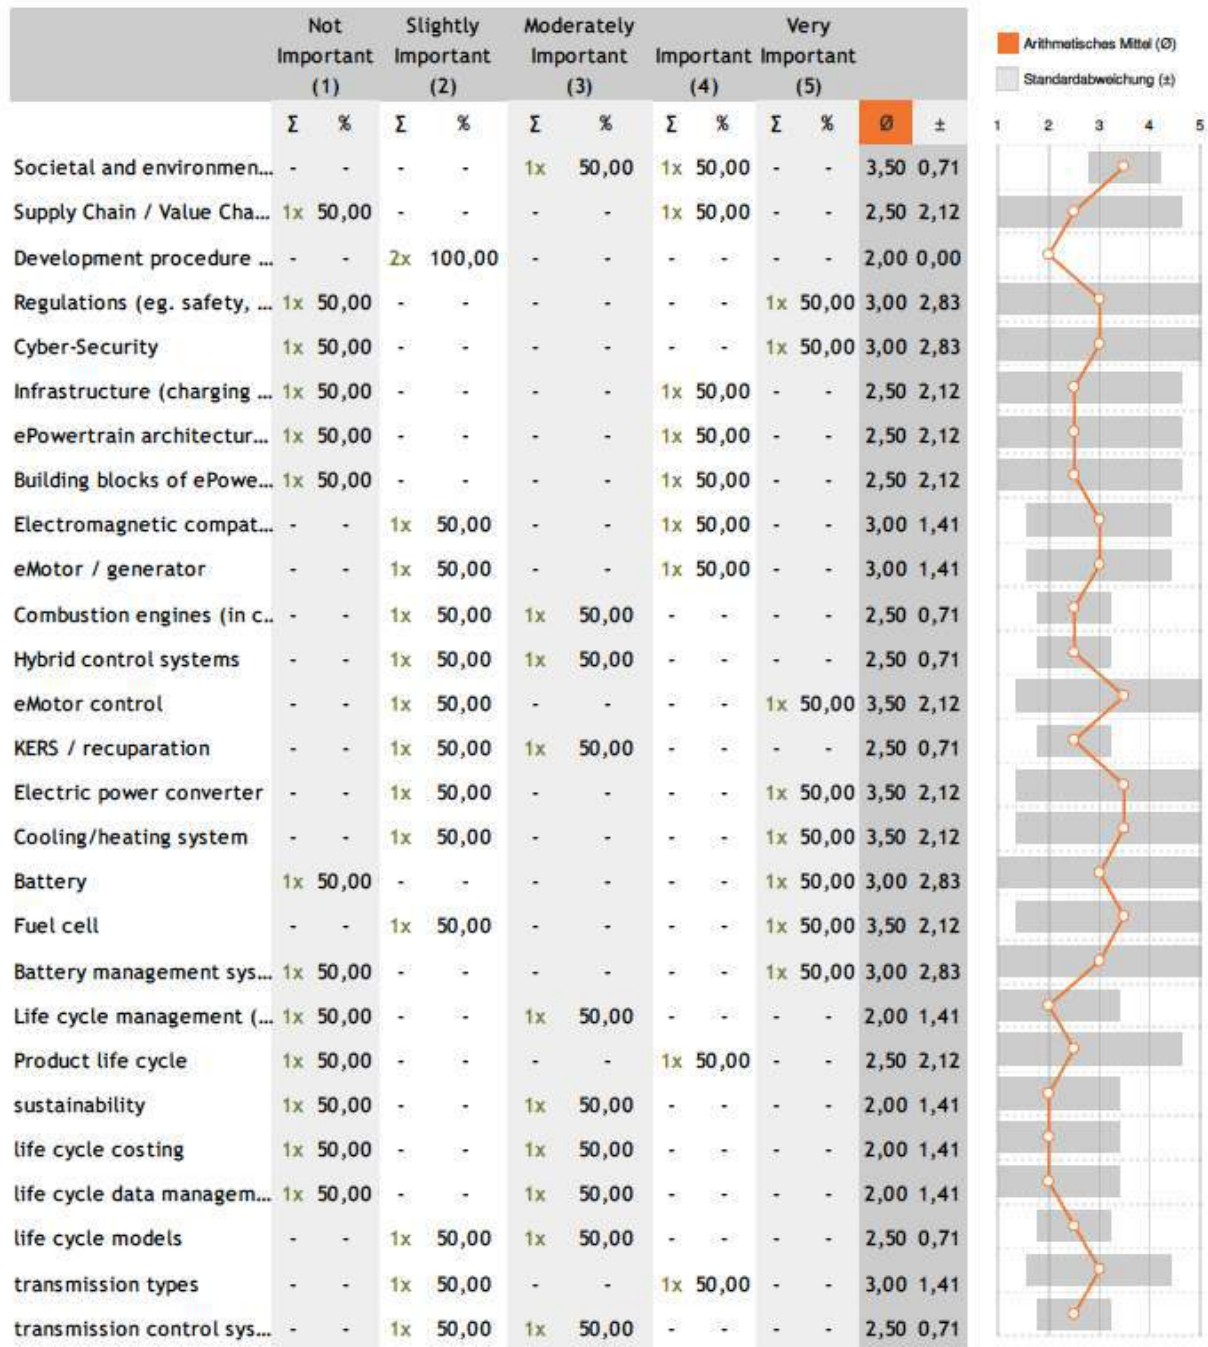 Not Slightly Moderately Very
Important Important Important Important Important
(1) (2) (3) (4) (5)
Σ % Σ % Σ % Σ % Σ % Ø ±
Societal and environmen... - - - - 1x 50,00 1x 50,00 - - 3,50 0,71
Supply Chain / Value Cha... 1x 50,00 - - - - 1x 50,00 - - 2,50 2,12
Development procedure ... - - 2x 100,00 - - - - - - 2,00 0,00
Regulations (eg. safety, ... 1x 50,00 - - - - - - 1x 50,00 3,00 2,83
Cyber-Security 1x 50,00 - - - - - - 1x 50,00 3,00 2,83
Infrastructure (charging ... 1x 50,00 - - - - 1x 50,00 - - 2,50 2,12
ePowertrain architectur... 1x 50,00 - - - - 1x 50,00 - - 2,50 2,12
Building blocks of ePowe... 1x 50,00 - - - - 1x 50,00 - - 2,50 2,12
Electromagnetic compat... - - 1x 50,00 - - 1x 50,00 - - 3,00 1,41
eMotor / generator - - 1x 50,00 - - 1x 50,00 - - 3,00 1,41
Combustion engines (in c.. - - 1x 50,00 1x 50,00 - - - - 2,50 0,71
Hybrid control systems - - 1x 50,00 1x 50,00 - - - - 2,50 0,71
eMotor control - - 1x 50,00 - - - - 1x 50,00 3,50 2,12
KERS / recuparation - - 1x 50,00 1x 50,00 - - - - 2,50 0,71
Electric power converter - - 1x 50,00 - - - - 1x 50,00 3,50 2,12
Cooling/heating system - - 1x 50,00 - - - - 1x 50,00 3,50 2,12
Battery 1x 50,00 - - - - - - 1x 50,00 3,00 2,83
Fuel cell - - 1x 50,00 - - - - 1x 50,00 3,50 2,12
Battery management sys... 1x 50,00 - - - - - - 1x 50,00 3,00 2,83
Life cycle management (... 1x 50,00 - - 1x 50,00 - - - - 2,00 1,41
Product life cycle 1x 50,00 - - - - 1x 50,00 - - 2,50 2,12
sustainability 1x 50,00 - - 1x 50,00 - - - - 2,00 1,41
life cycle costing 1x 50,00 - - 1x 50,00 - - - - 2,00 1,41
life cycle data managem... 1x 50,00 - - 1x 50,00 - - - - 2,00 1,41
life cycle models - - 1x 50,00 1x 50,00 - - - - 2,50 0,71
transmission types - - 1x 50,00 - - 1x 50,00 - - 3,00 1,41
transmission control sys... - - 1x 50,00 1x 50,00 - - - - 2,50 0,71
Arithmetisches Mittel (Ø)
Standardabweichung (±)
1 2 3 4 5